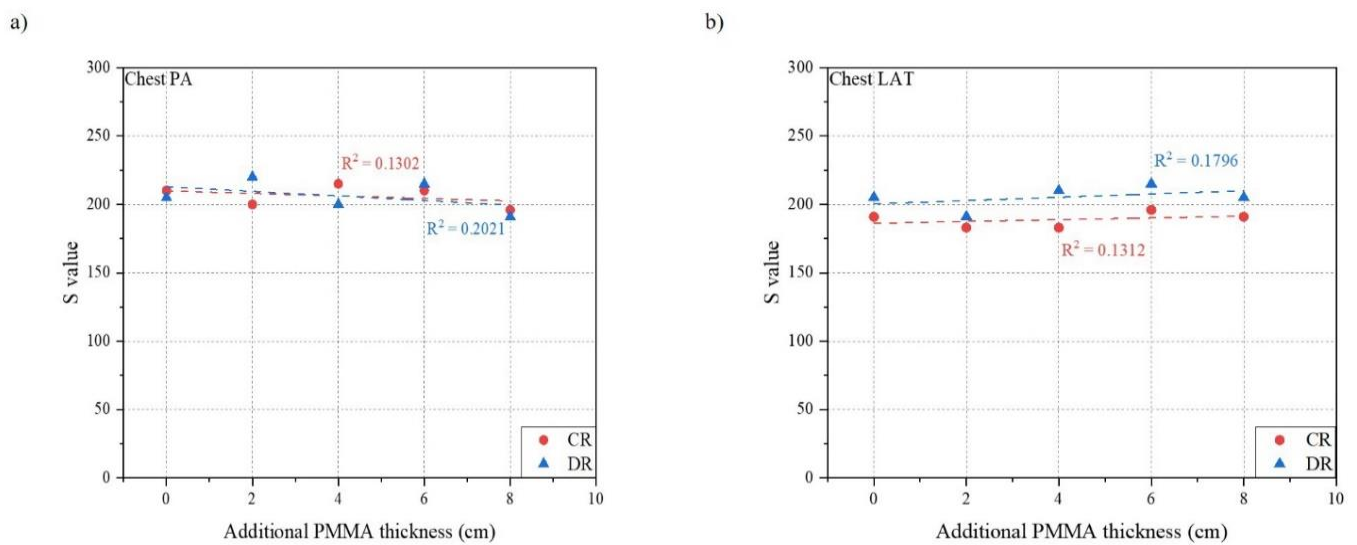 a)
Chest PA
300
250
200
150
100
50
0
S value
R² = 0.1302
R² = 0.2021
CR
DR
0 2 4 6 8 10
Additional PMMA thickness (cm)
b)
Chest LAT
300
250
200
150
100
50
0
S value
R² = 0.1796
R² = 0.1312
CR
DR
0 2 4 6 8 10
Additional PMMA thickness (cm)